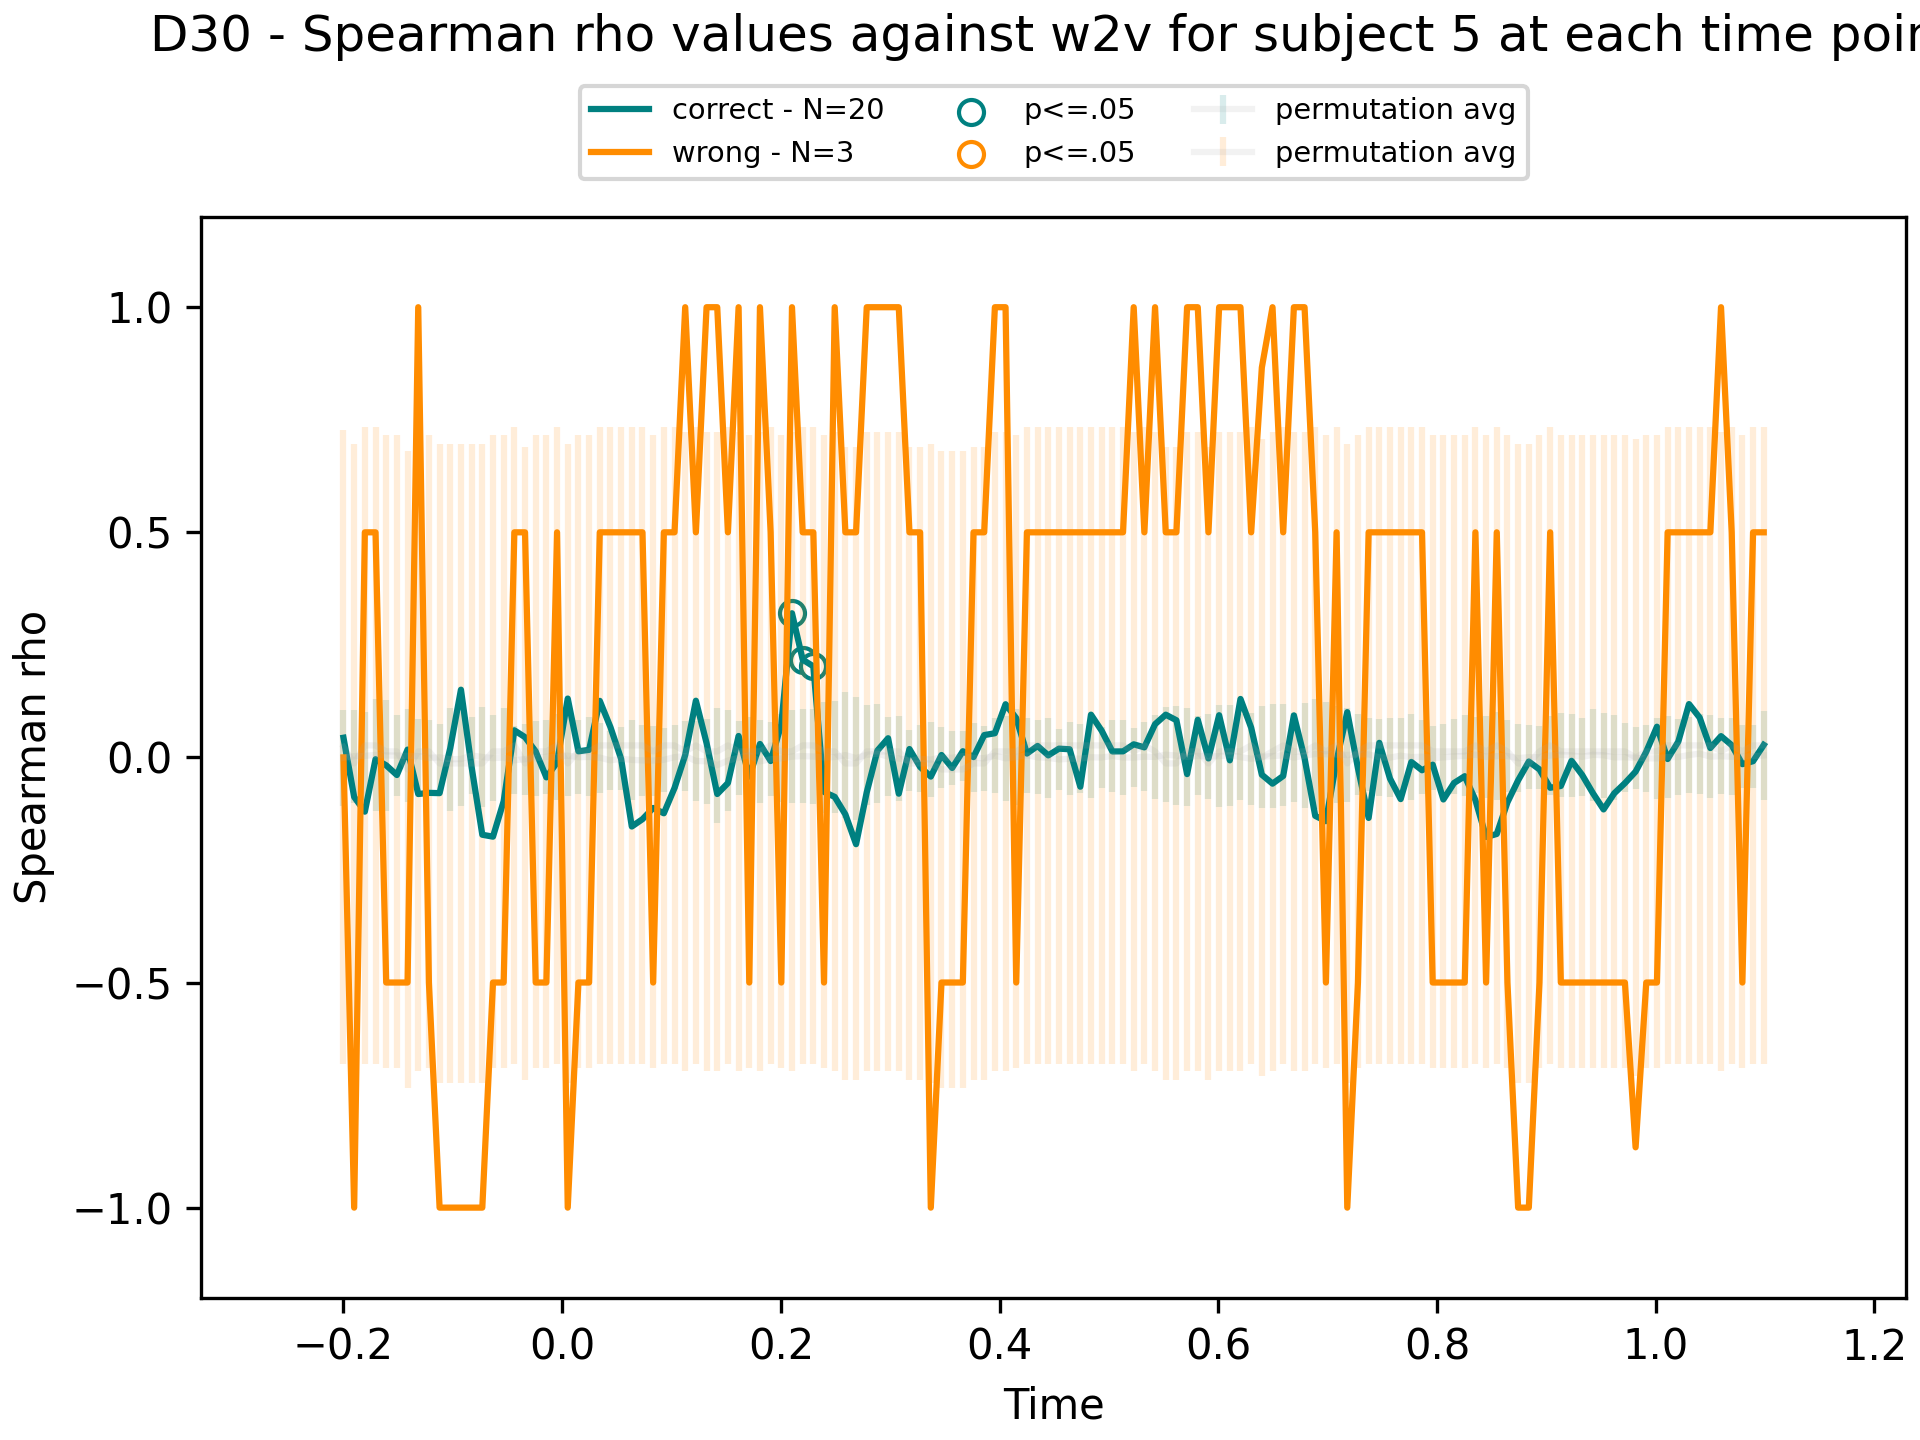 D30 - Spearman rho values against w2v for subject 5 at each time
correct - N=20 p<=.05 permutation avg
wrong - N=3 p<=.05 permutation avg
1.0
0.5
0.0
−0.5
−1.0
Spearman rho
−0.2 0.0 0.2 0.4 0.6 0.8 1.0 1.2
Time